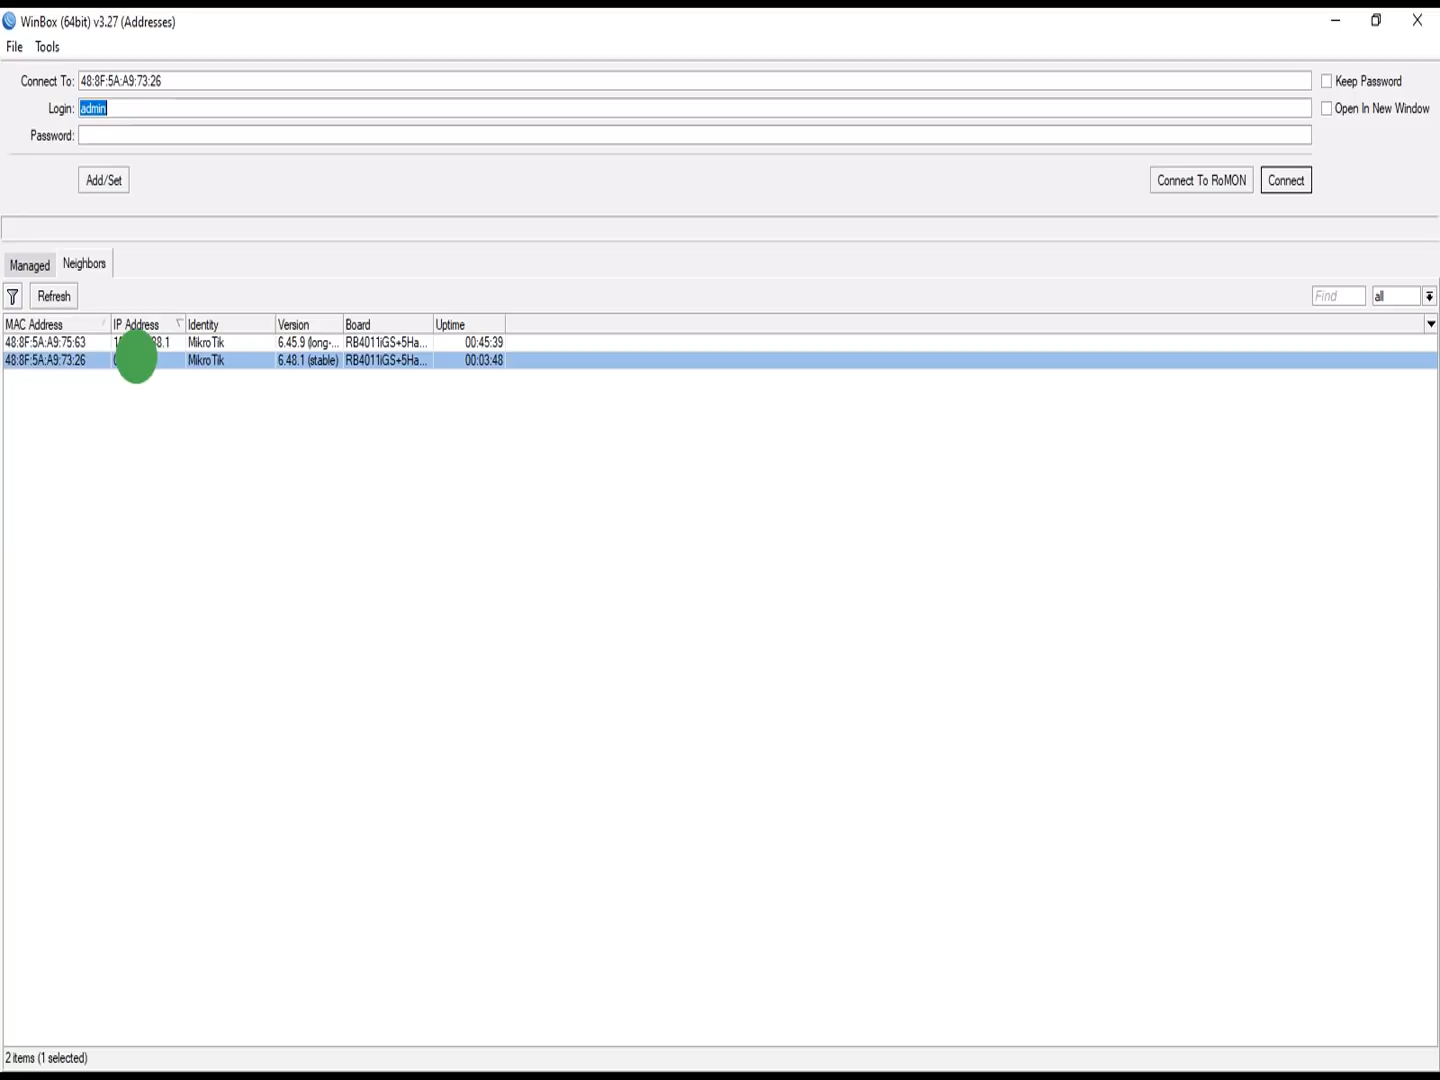 WinBox (64bit) v3.27 (Addresses)
File Tools
Connect To: 48:8F:5A:A9:73:26 Keep Password
Login: admin Open In New Window
Password:
Add/Set Connect To RoMON Connect
Managed Neighbors
Refresh Find all
MAC Address IP Address Identity Version Board Uptime
48:8F:5A:A9:75:63 MikroTik 6.45.9 (long-... RB4011iGS+5Ha... 00:45:39
48:8F:5A:A9:73:26 MikroTik 6.48.1 (stable) RB4011iGS+5Ha... 00:03:48
2 items (1 selected)